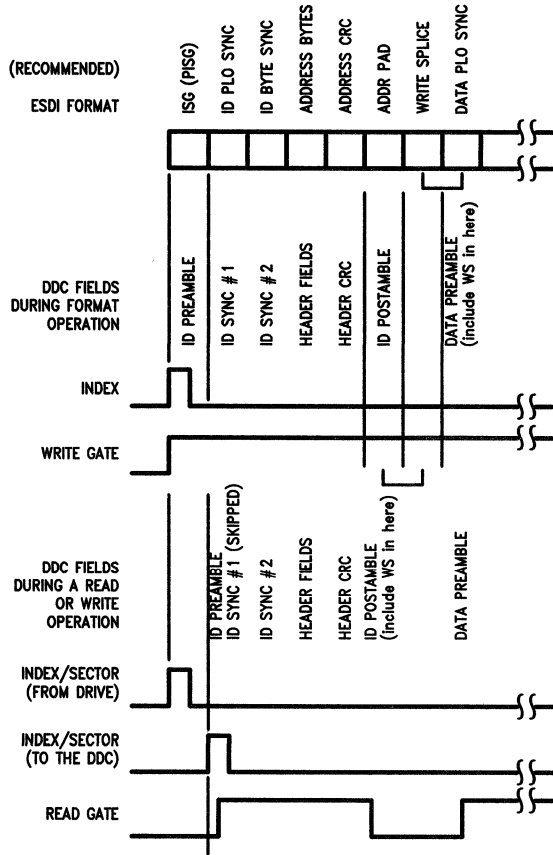 (RECOMMENDED)
ESDI FORMAT
ISG (PISG)
ID PLO SYNC
ID BYTE SYNC
ADDRESS BYTES
ADDRESS CRC
ADDR PAD
WRITE SPLICE
DATA PLO SYNC
DDC FIELDS
DURING FORMAT
OPERATION
ID PREAMBLE
ID SYNC #1
ID SYNC #2
HEADER FIELDS
HEADER CRC
ID POSTAMBLE
DATA PREAMBLE
(include WS in here)
INDEX
WRITE GATE
DDC FIELDS
DURING A READ
OR WRITE
OPERATION
ID PREAMBLE
ID SYNC #1 (SKIPPED)
ID SYNC #2
HEADER FIELDS
HEADER CRC
ID POSTAMBLE
(include WS in here)
DATA PREAMBLE
INDEX/SECTOR
(FROM DRIVE)
INDEX/SECTOR
(TO THE DDC)
READ GATE